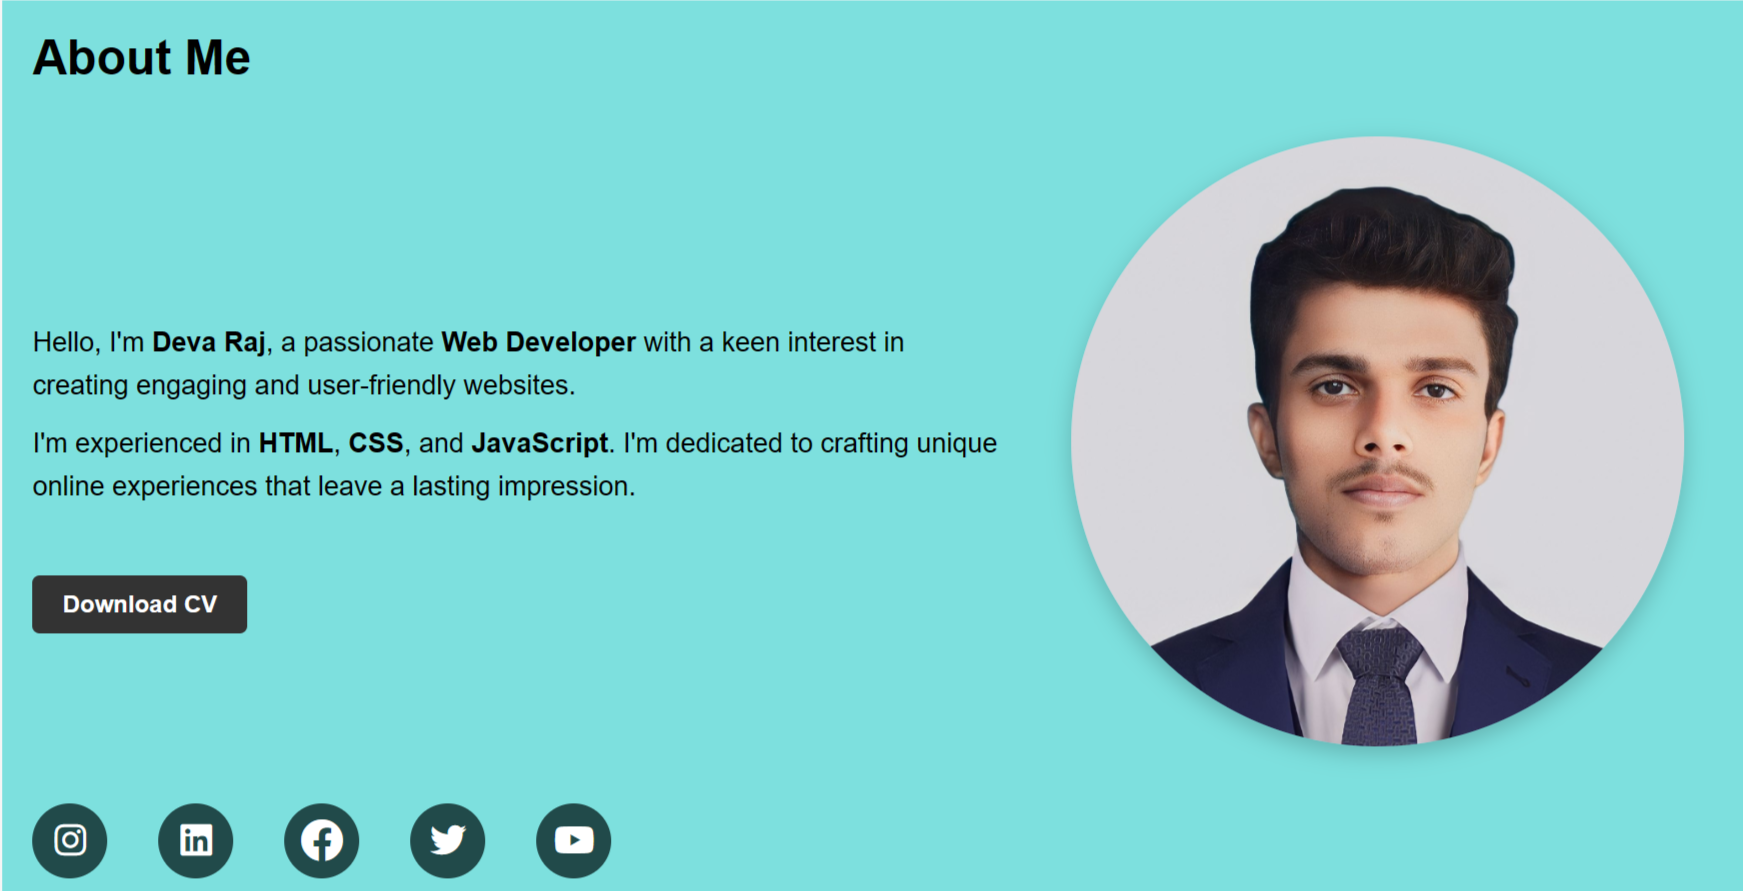 About Me
Hello, I'm Deva Raj, a passionate Web Developer with a keen interest in
creating engaging and user-friendly websites.
I'm experienced in HTML, CSS, and JavaScript. I'm dedicated to crafting unique
online experiences that leave a lasting impression.
Download CV
in